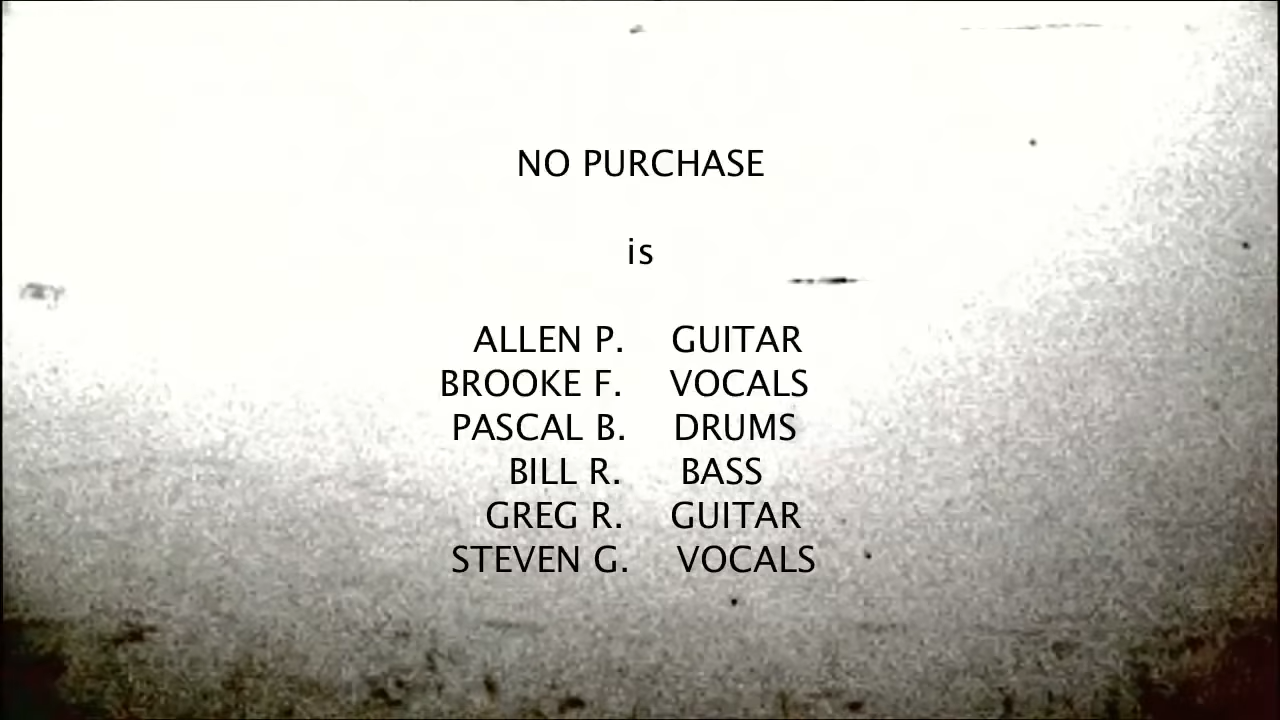 NO PURCHASE
is
ALLEN P. GUITAR
BROOKE F. VOCALS
PASCAL B. DRUMS
BILL R. BASS
GREG R. GUITAR
STEVEN G. VOCALS